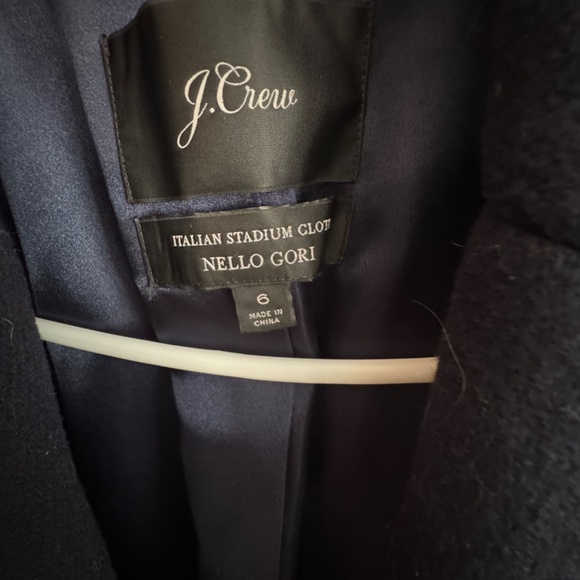 J.Crew
ITALIAN STADIUM CLOT
NELLO GORI
6
MADE IN
CHINA